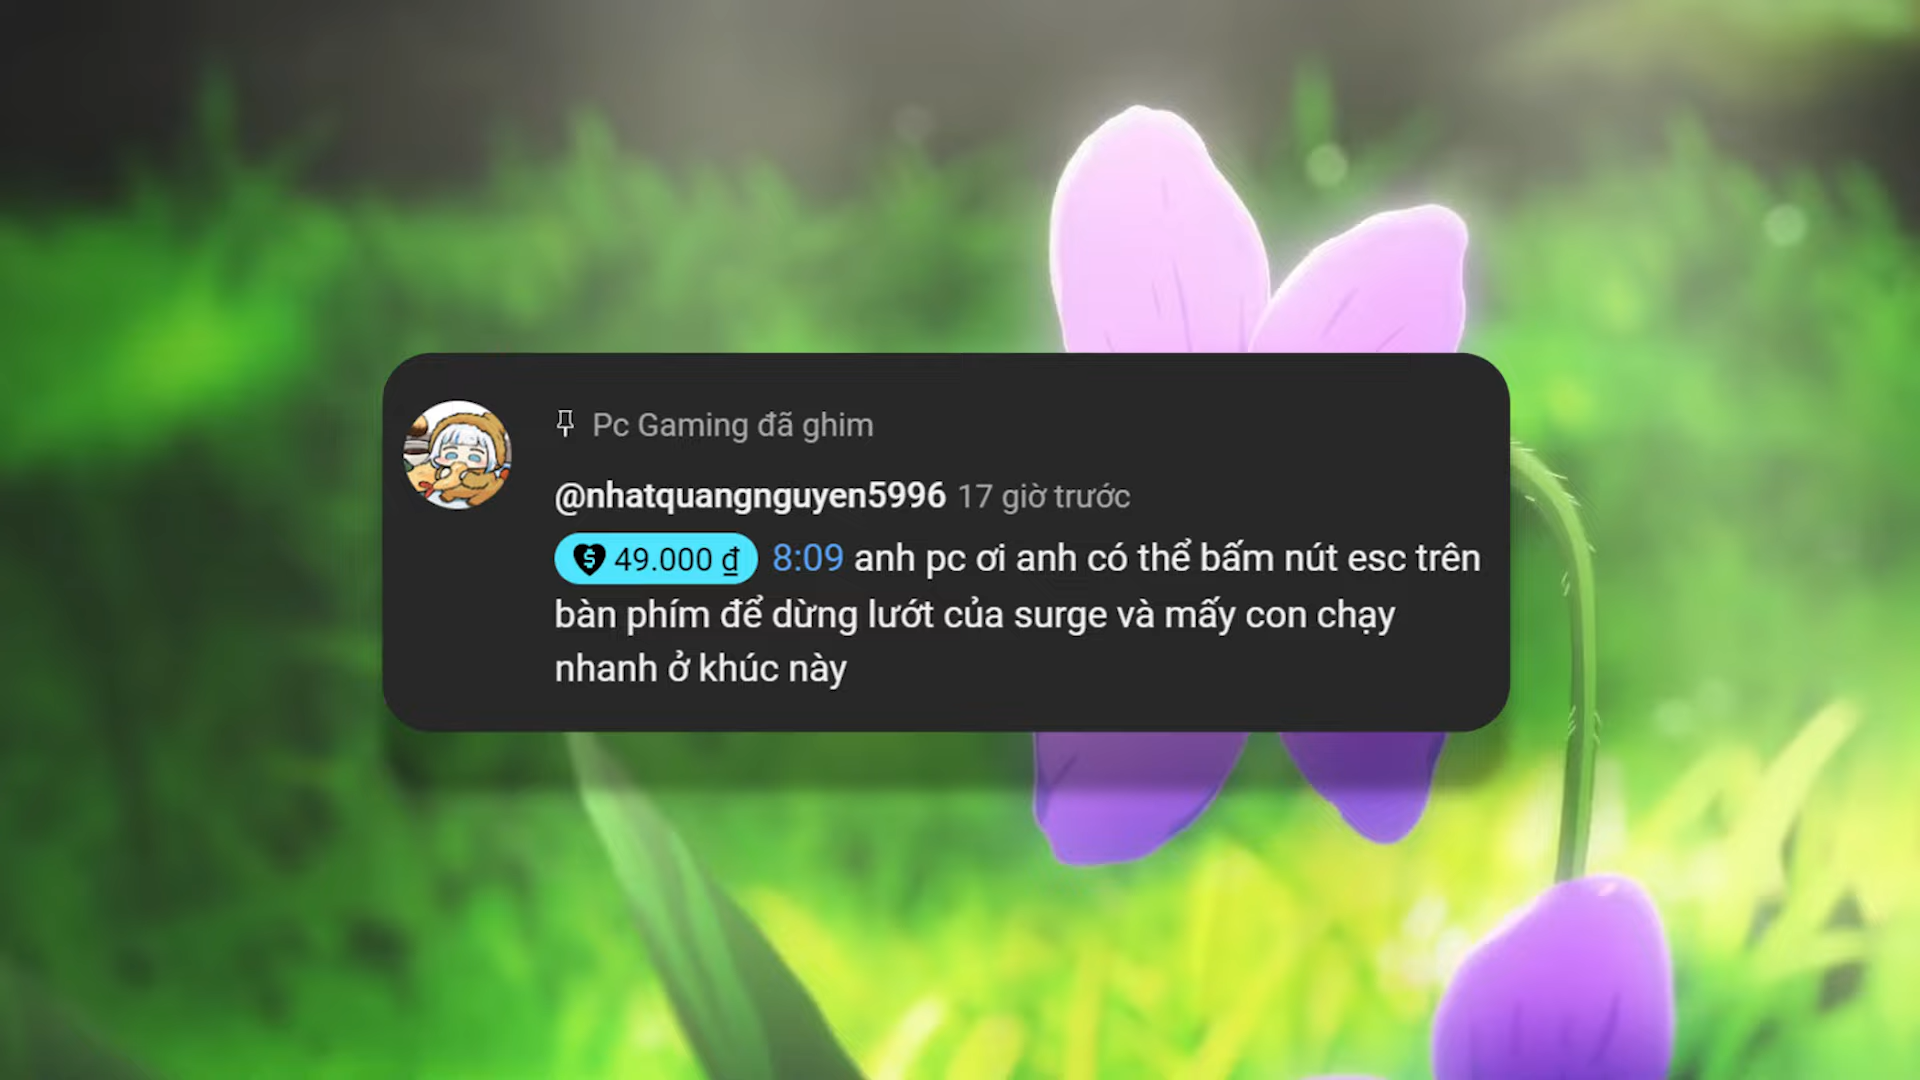 Pc Gaming đã ghim
@nhatquangnguyen5996 17 giờ trước
$ 49.000 ₫ 8:09 anh pc ơi anh có thể bấm nút esc trên
bàn phím để dừng lướt của surge và mấy con chạy
nhanh ở khúc này